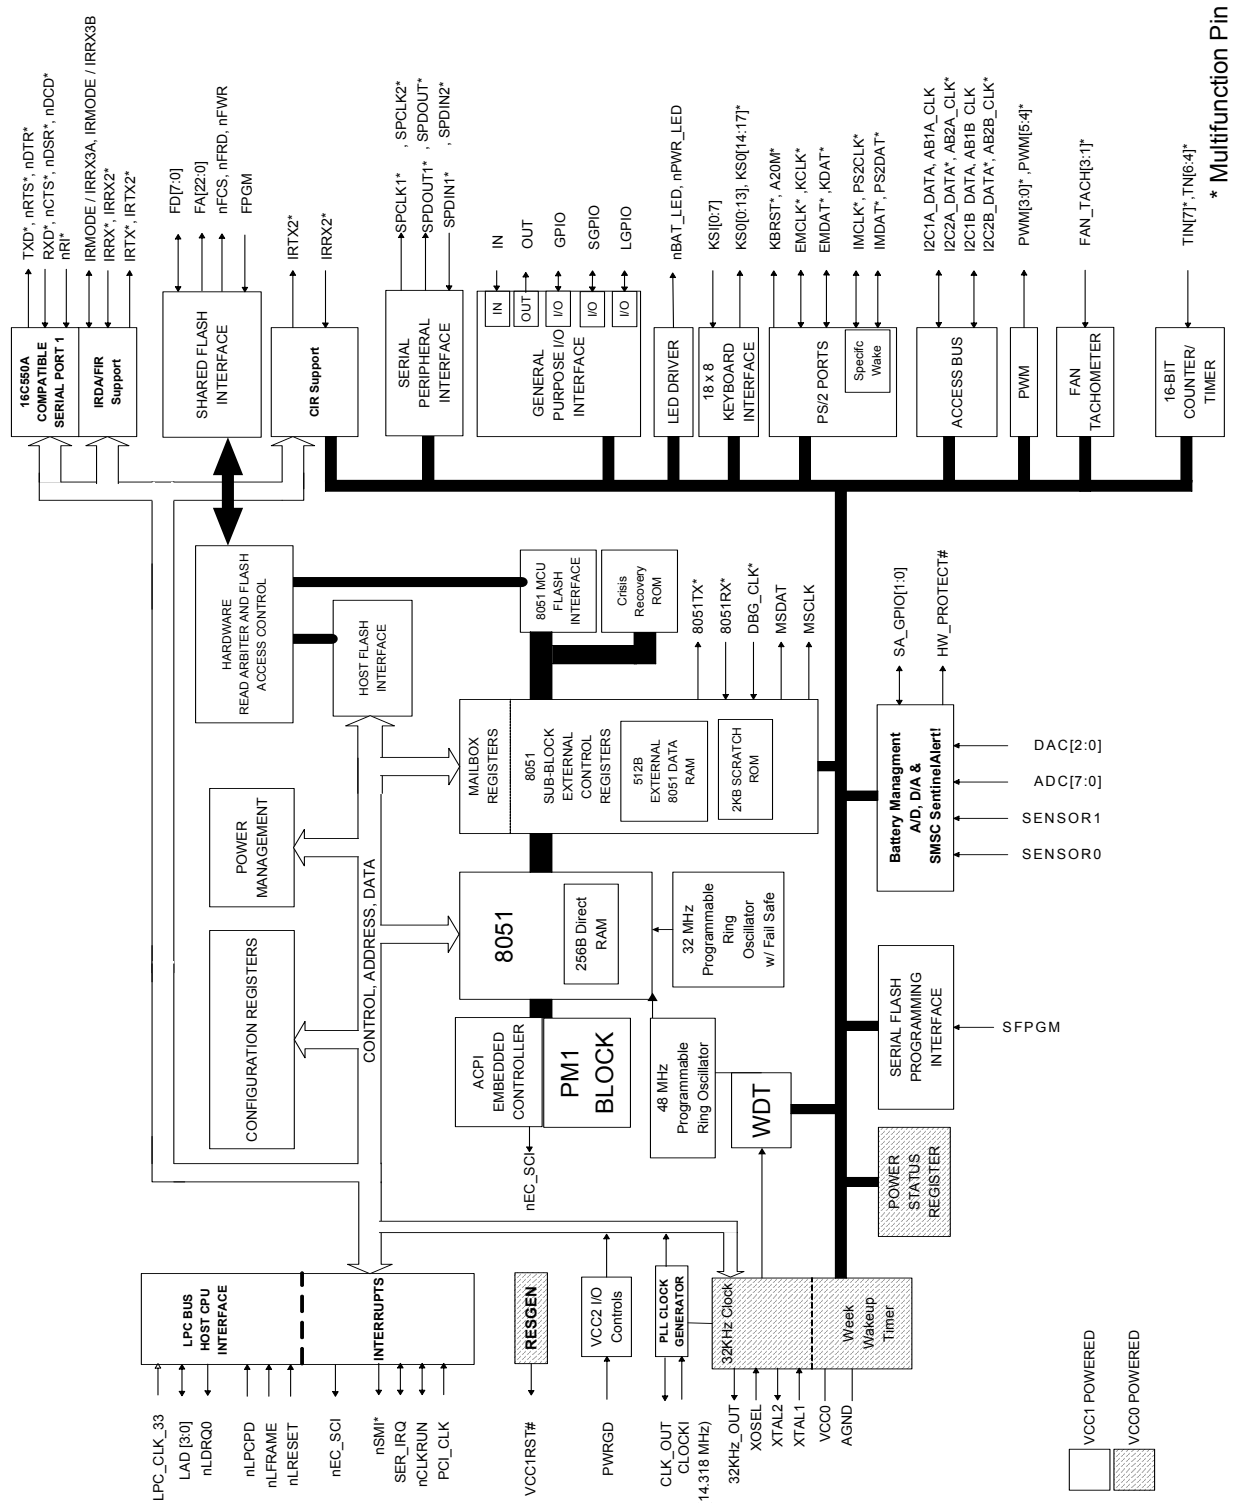 TXD*, nRTS*, nDTR*
RXD*, nCTS*, nDSR*, nDCD*
nRI*
IRMODE / IRRX3A, IRMODE / IRRX3B
IRRX*, IRRX2*
IRTX*, IRTX2*
16C550A
COMPATIBLE
SERIAL PORT 1
IRDA/FIR
Support
FD[7:0]
FA[22:0]
nFCS, nFRD, nFWR
FPGM
SHARED FLASH
INTERFACE
IRTX2*
IRRX2*
CIR Support
SPCLK1* , SPCLK2*
SPDOUT1* , SPDOUT*
SPDIN1* , SPDIN2*
SERIAL
PERIPHERAL
INTERFACE
IN
OUT
GPIO
SGPIO
LGPIO
IN
OUT
I/O
I/O
I/O
GENERAL
PURPOSE I/O
INTERFACE
nBAT_LED, nPWR_LED
LED DRIVER
KSI[0:7]
KS0[0:13], KS0[14:17]*
18 x 8
KEYBOARD
INTERFACE
KBRST*, A20M*
EMCLK* ,KCLK*
EMDAT* ,KDAT*
IMCLK*, PS2CLK*
IMDAT*, PS2DAT*
PS/2 PORTS
Specifc
Wake
I2C1A_DATA, AB1A_CLK
I2C2A_DATA*, AB2A_CLK*
I2C1B_DATA, AB1B_CLK
I2C2B_DATA*, AB2B_CLK*
ACCESS BUS
PWM[3:0]* ,PWM[5:4]*
PWM
FAN_TACH[3:1]*
FAN
TACHOMETER
TIN[7]* ,TN[6:4]*
16-BIT
COUNTER/
TIMER
* Multifunction Pin
HARDWARE
READ ARBITER AND FLASH
ACCESS CONTROL
HOST FLASH
INTERFACE
8051 MCU
FLASH
INTERFACE
Crisis
Recovery
ROM
POWER
MANAGEMENT
CONFIGURATION REGISTERS
CONTROL, ADDRESS, DATA
MAILBOX
REGISTERS
8051
SUB-BLOCK
EXTERNAL
CONTROL
REGISTERS
512B
EXTERNAL
8051 DATA
RAM
2KB SCRATCH
ROM
8051TX*
8051RX*
DBG_CLK*
MSDAT
MSCLK
8051
256B Direct
RAM
32 MHz
Programmable
Ring
Oscillator
w/ Fail Safe
ACPI
EMBEDDED
CONTROLLER
PM1
BLOCK
nEC_SCI
48 MHz
Programmable
Ring Oscillator
WDT
SA_GPIO[1:0]
HW_PROTECT#
Battery Managment
A/D, D/A &
SMSC SentinelAlert!
DAC[2:0]
ADC[7:0]
SENSOR1
SENSOR0
SERIAL FLASH
PROGRAMMING
INTERFACE
SFPGM
POWER
STATUS
REGISTER
LPC BUS
HOST CPU
INTERFACE
INTERRUPTS
LPC_CLK_33
LAD [3:0]
nLDRQ0
nLPCPD
nLFRAME
nLRESET
nEC_SCI
nSMI*
SER_IRQ
nCLKRUN
PCI_CLK
RESGEN
VCC1RST#
VCC2 I/O
Controls
PWRGD
PLL CLOCK
GENERATOR
CLK_OUT
CLOCKI
14.318 MHz)
32KHz Clock
Week
Wakeup
Timer
32KHz_OUT
XOSEL
XTAL2
XTAL1
VCC0
AGND
VCC1 POWERED
VCC0 POWERED